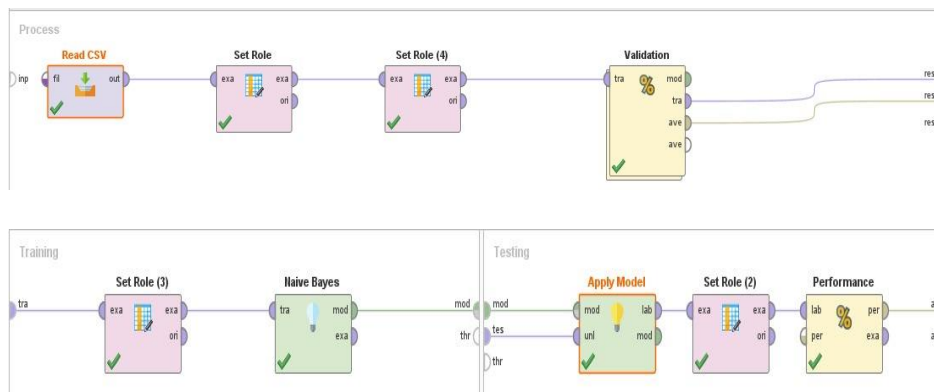 Process
Read CSV
Set Role
Set Role (4)
Validation
inp
fil
out
exa
exa
ori
exa
exa
ori
tra
mod
tra
ave
ave
res
res
res
Training
Set Role (3)
Naive Bayes
tra
exa
exa
ori
tra
mod
exa
mod
thr
Testing
Apply Model
Set Role (2)
Performance
mod
tes
thr
mod
unl
lab
mod
exa
exa
ori
lab
per
per
exa
a
a